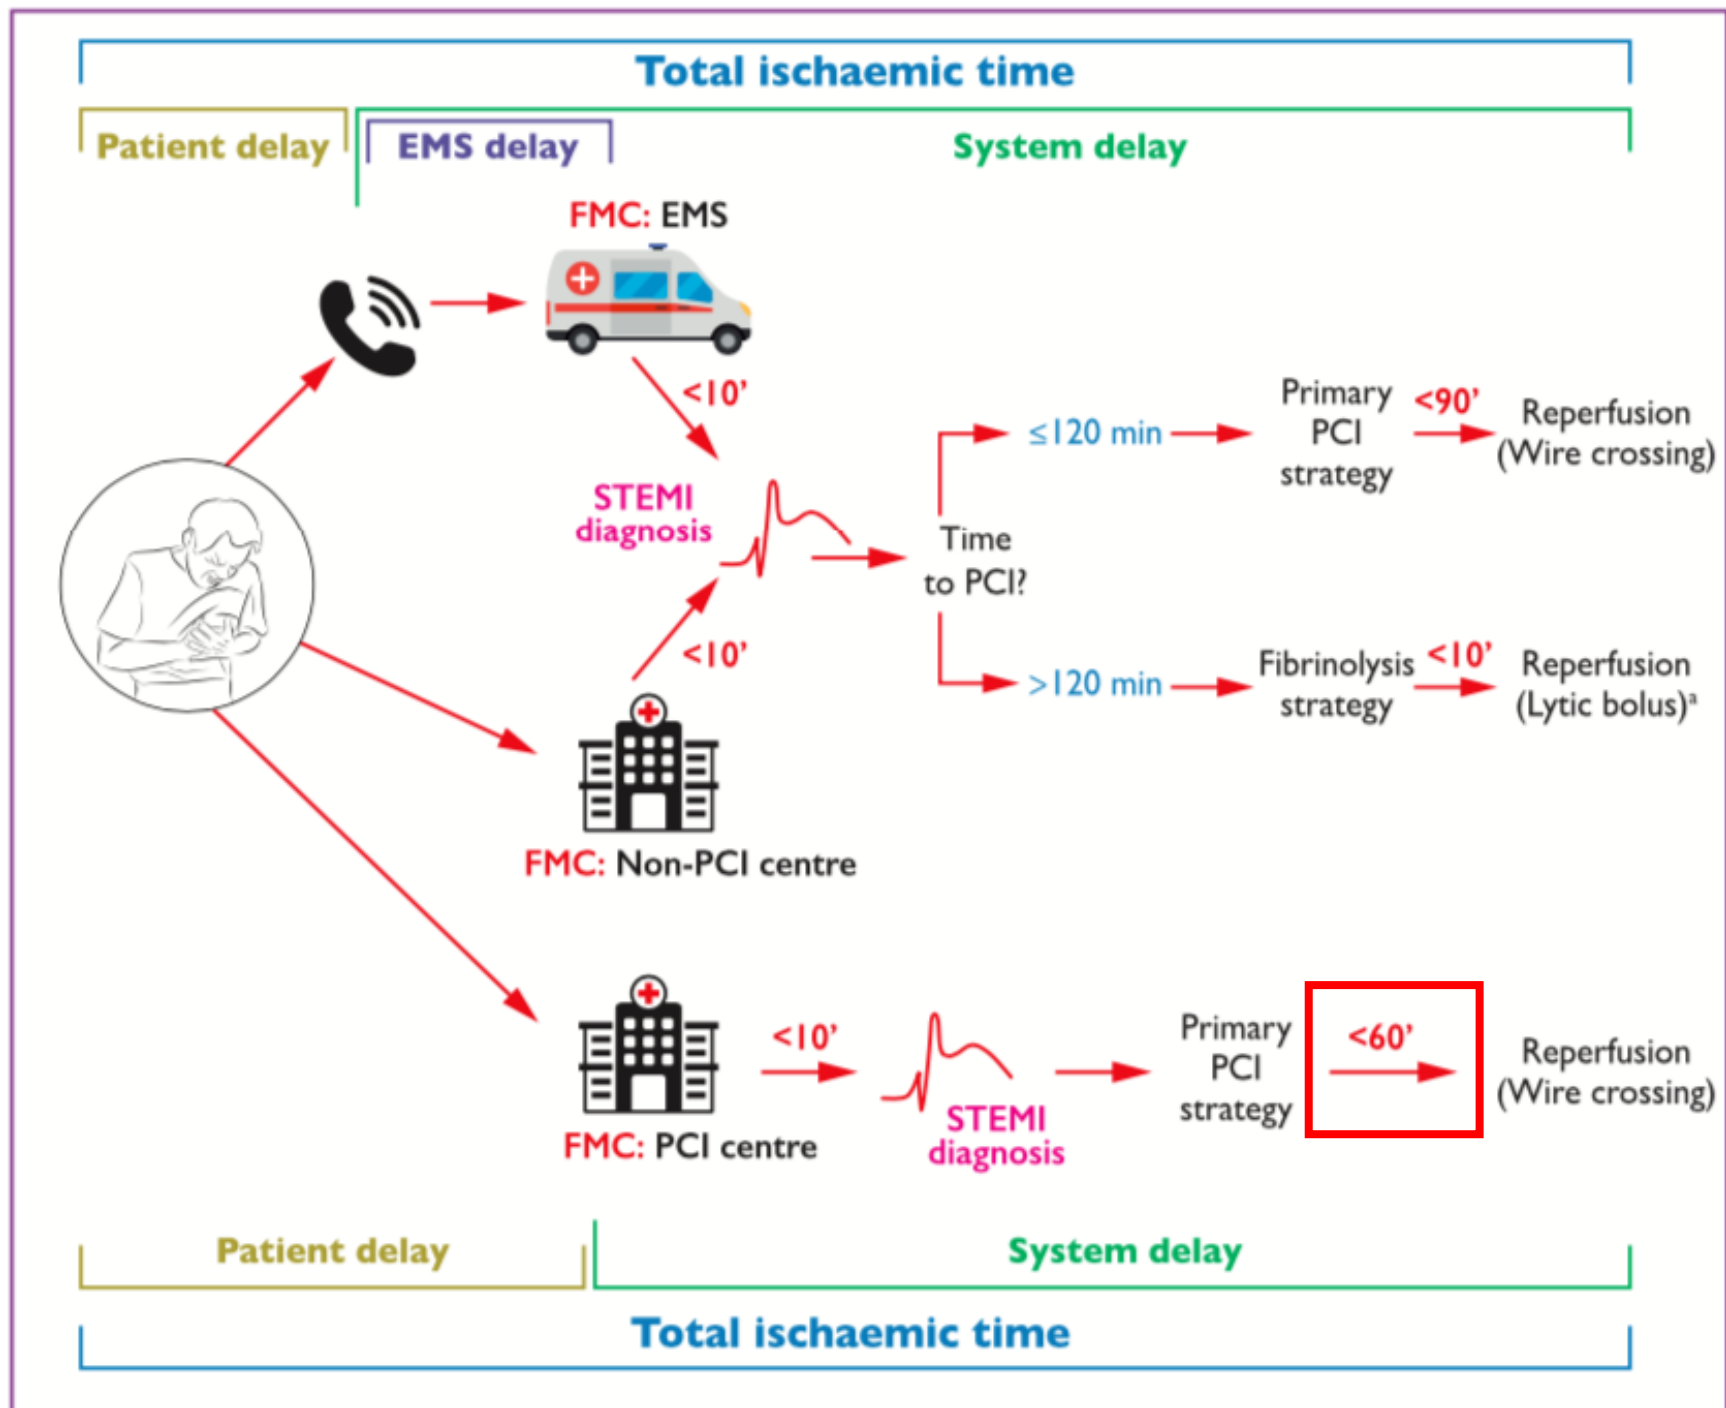 Total ischaemic time
Patient delay
EMS delay
System delay
FMC: EMS
<10’
STEMI
diagnosis
<10’
FMC: Non-PCI centre
Time
to PCI?
≤120 min
Primary
PCI
strategy
<90’
Reperfusion
(Wire crossing)
>120 min
Fibrinolysis
strategy
<10’
Reperfusion
(Lytic bolus)ª
FMC: PCI centre
<10’
STEMI
diagnosis
Primary
PCI
strategy
<60’
Reperfusion
(Wire crossing)
Patient delay
System delay
Total ischaemic time